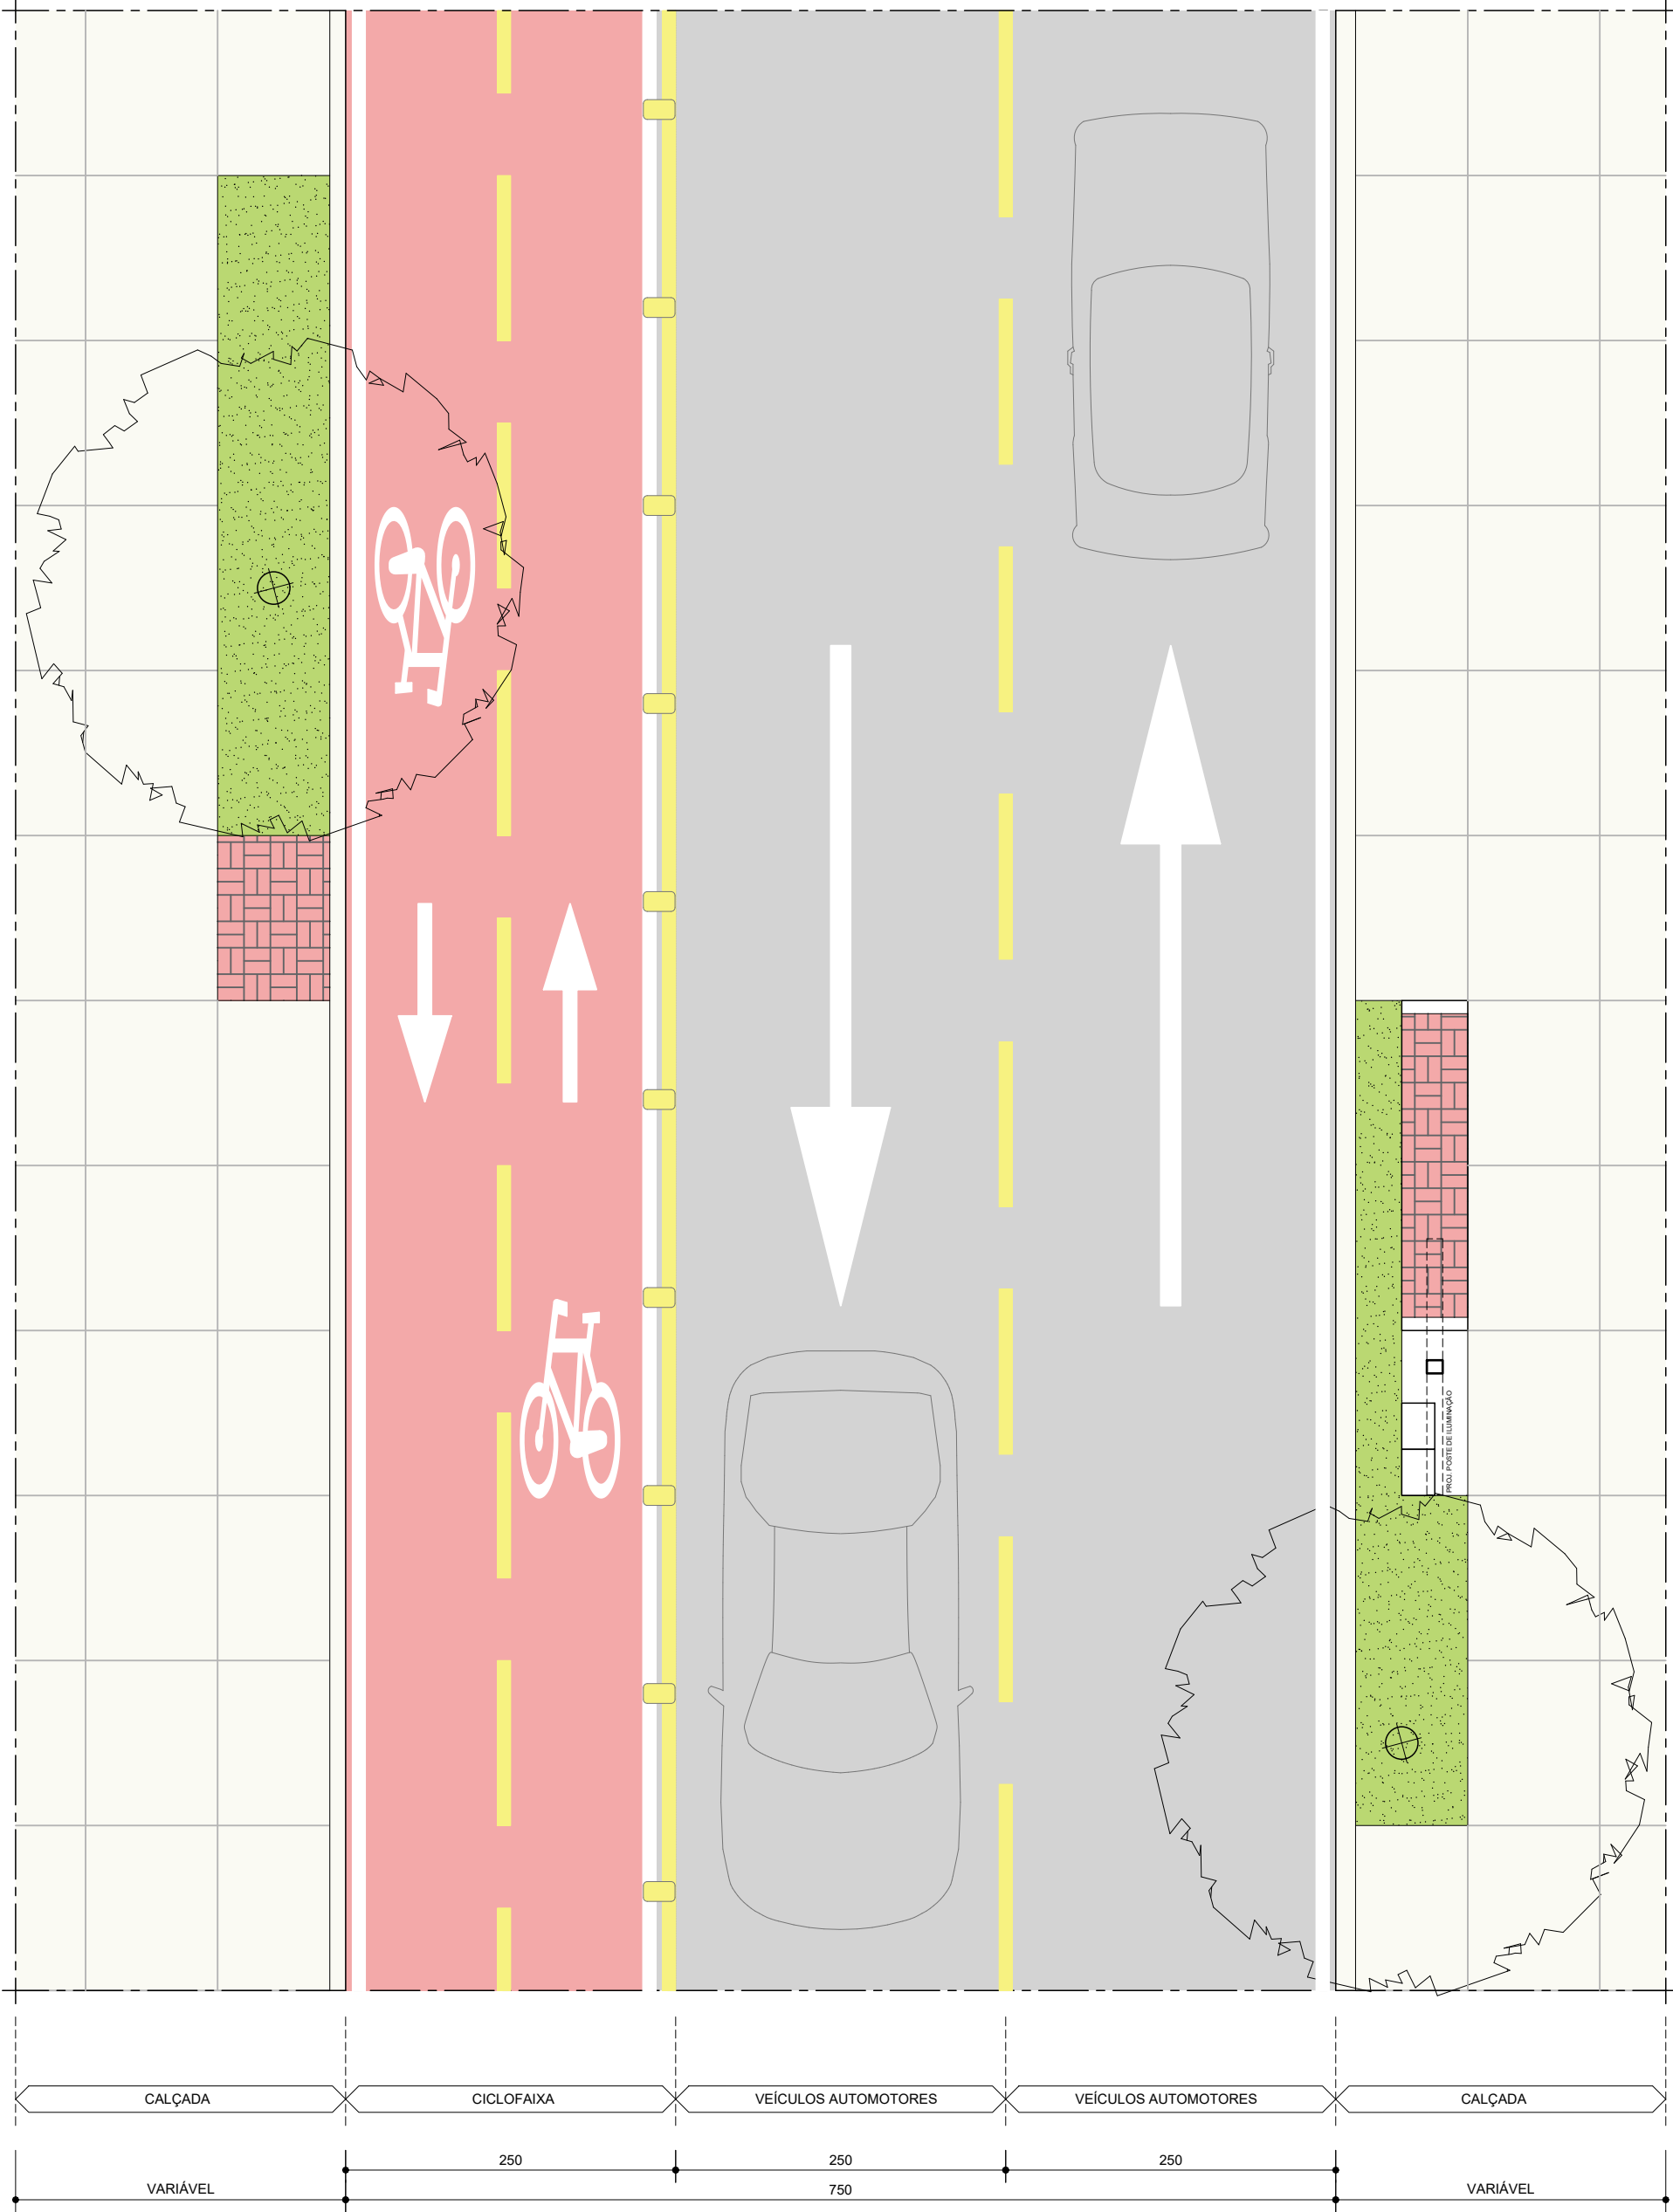 PROJ. POSTE DE ILUMINAÇÃO
CALÇADA
CICLOFAIXA
VEÍCULOS AUTOMOTORES
VEÍCULOS AUTOMOTORES
CALÇADA
250
250
250
VARIÁVEL
750
VARIÁVEL